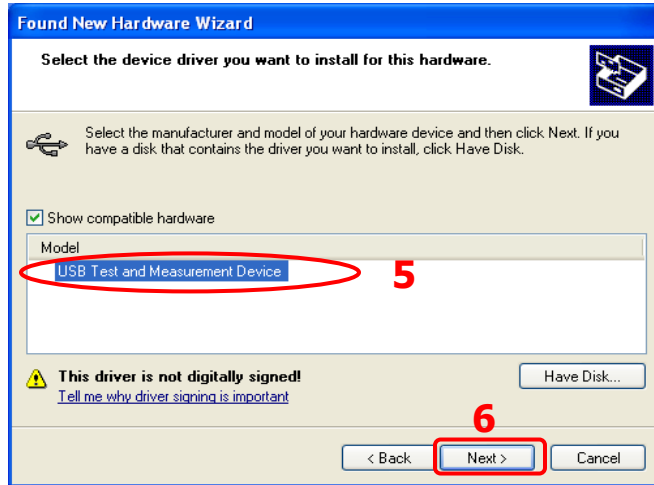 Found New Hardware Wizard
Select the device driver you want to install for this hardware.
Select the manufacturer and model of your hardware device and then click Next. If you
have a disk that contains the driver you want to install, click Have Disk.
Show compatible hardware
Model
USB Test and Measurement Device
5
This driver is not digitally signed!
Have Disk...
Tell me why driver signing is important
6
< Back
Next >
Cancel